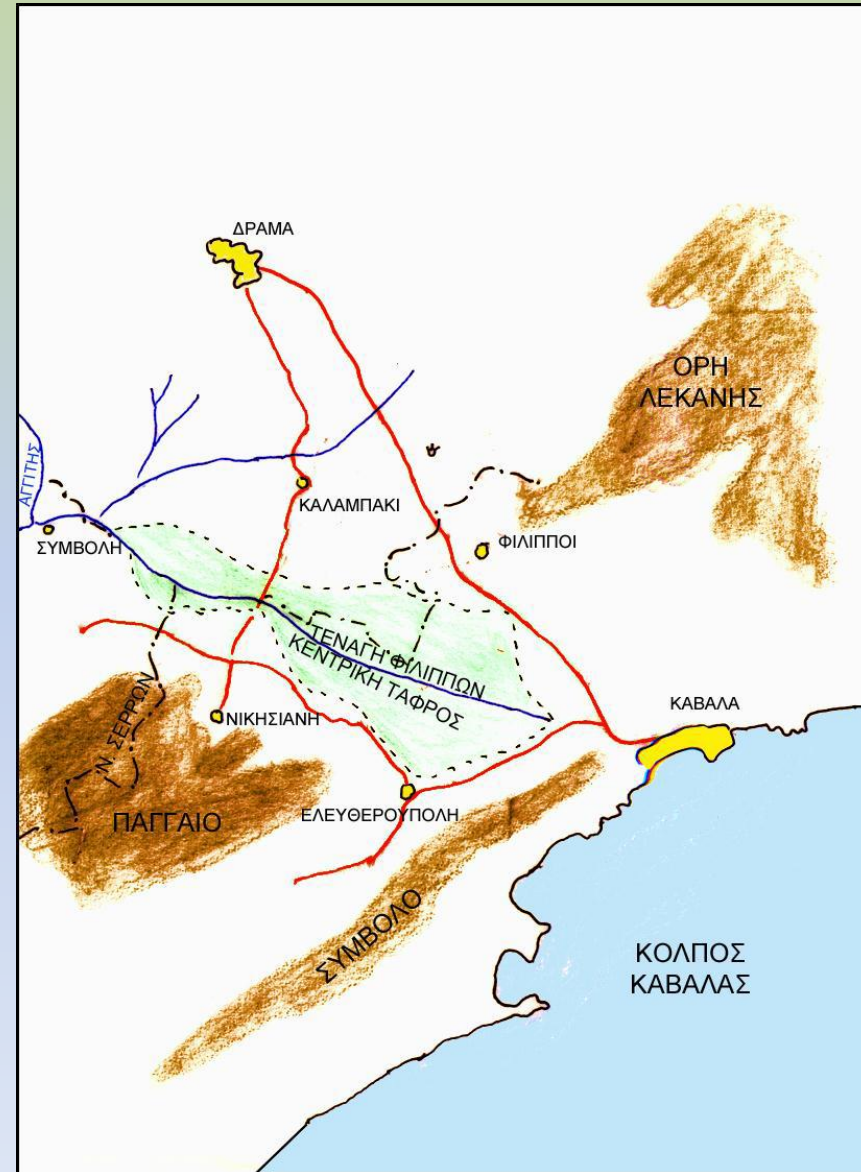 ΔΡΑΜΑ
ΟΡΗ
ΛΕΚΑΝΗΣ
ΑΓΓΙΤΗΣ
ΚΑΛΑΜΠΑΚΙ
ΣΥΜΒΟΛΗ
ΦΙΛΙΠΠΟΙ
ΤΕΝΑΓΗ ΦΙΛΙΠΠΩΝ
ΚΕΝΤΡΙΚΗ ΤΑΦΡΟΣ
Ν. ΣΕΡΡΩΝ
ΝΙΚΗΣΙΑΝΗ
ΚΑΒΑΛΑ
ΠΑΓΓΑΙΟ
ΕΛΕΥΘΕΡΟΥΠΟΛΗ
ΣΥΜΒΟΛΟ
ΚΟΛΠΟΣ
ΚΑΒΑΛΑΣ